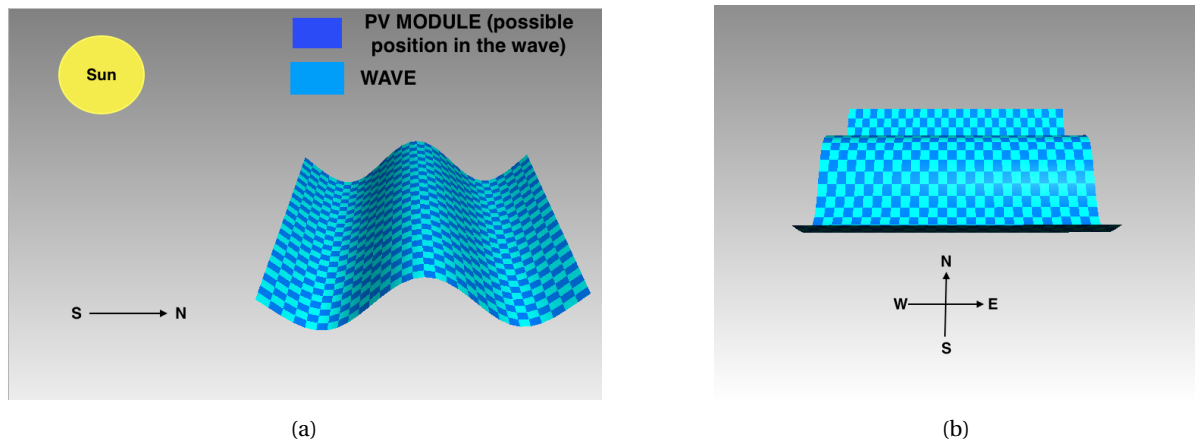 Sun
PV MODULE (possible
position in the wave)
WAVE
S N
(a)
N
W E
S
(b)